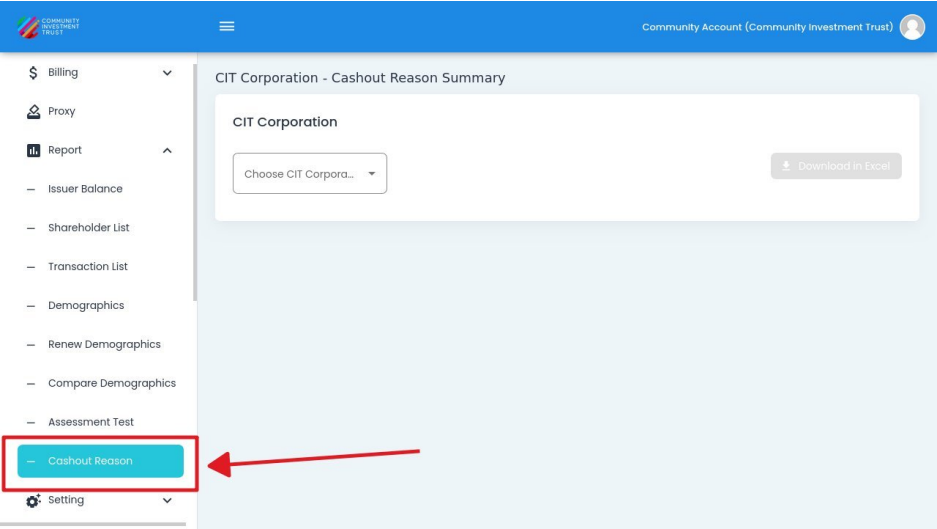 COMMUNITY
INVESTMENT
TRUST
Community Account (Community Investment Trust)
Billing
Proxy
Report
Issuer Balance
Shareholder List
Transaction List
Demographics
Renew Demographics
Compare Demographics
Assessment Test
Cashout Reason
Setting
CIT Corporation - Cashout Reason Summary
CIT Corporation
Choose CIT Corpora...
Download in Excel